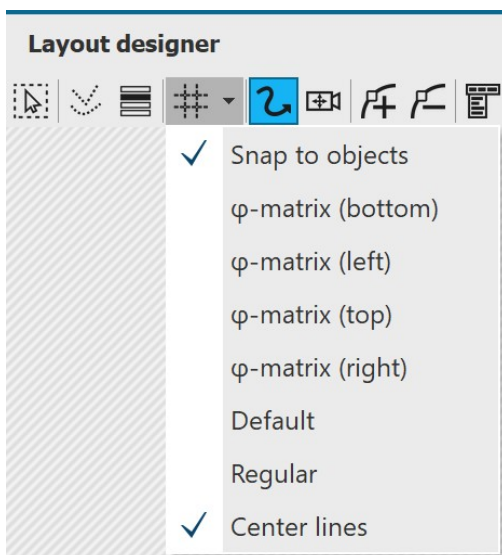 Layout designer
Snap to objects
φ-matrix (bottom)
φ-matrix (left)
φ-matrix (top)
φ-matrix (right)
Default
Regular
Center lines